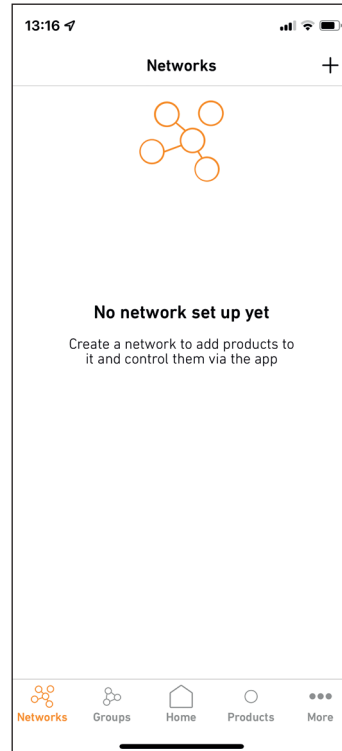 13:16
Networks
No network set up yet
Create a network to add products to
it and control them via the app
Networks Groups Home Products More